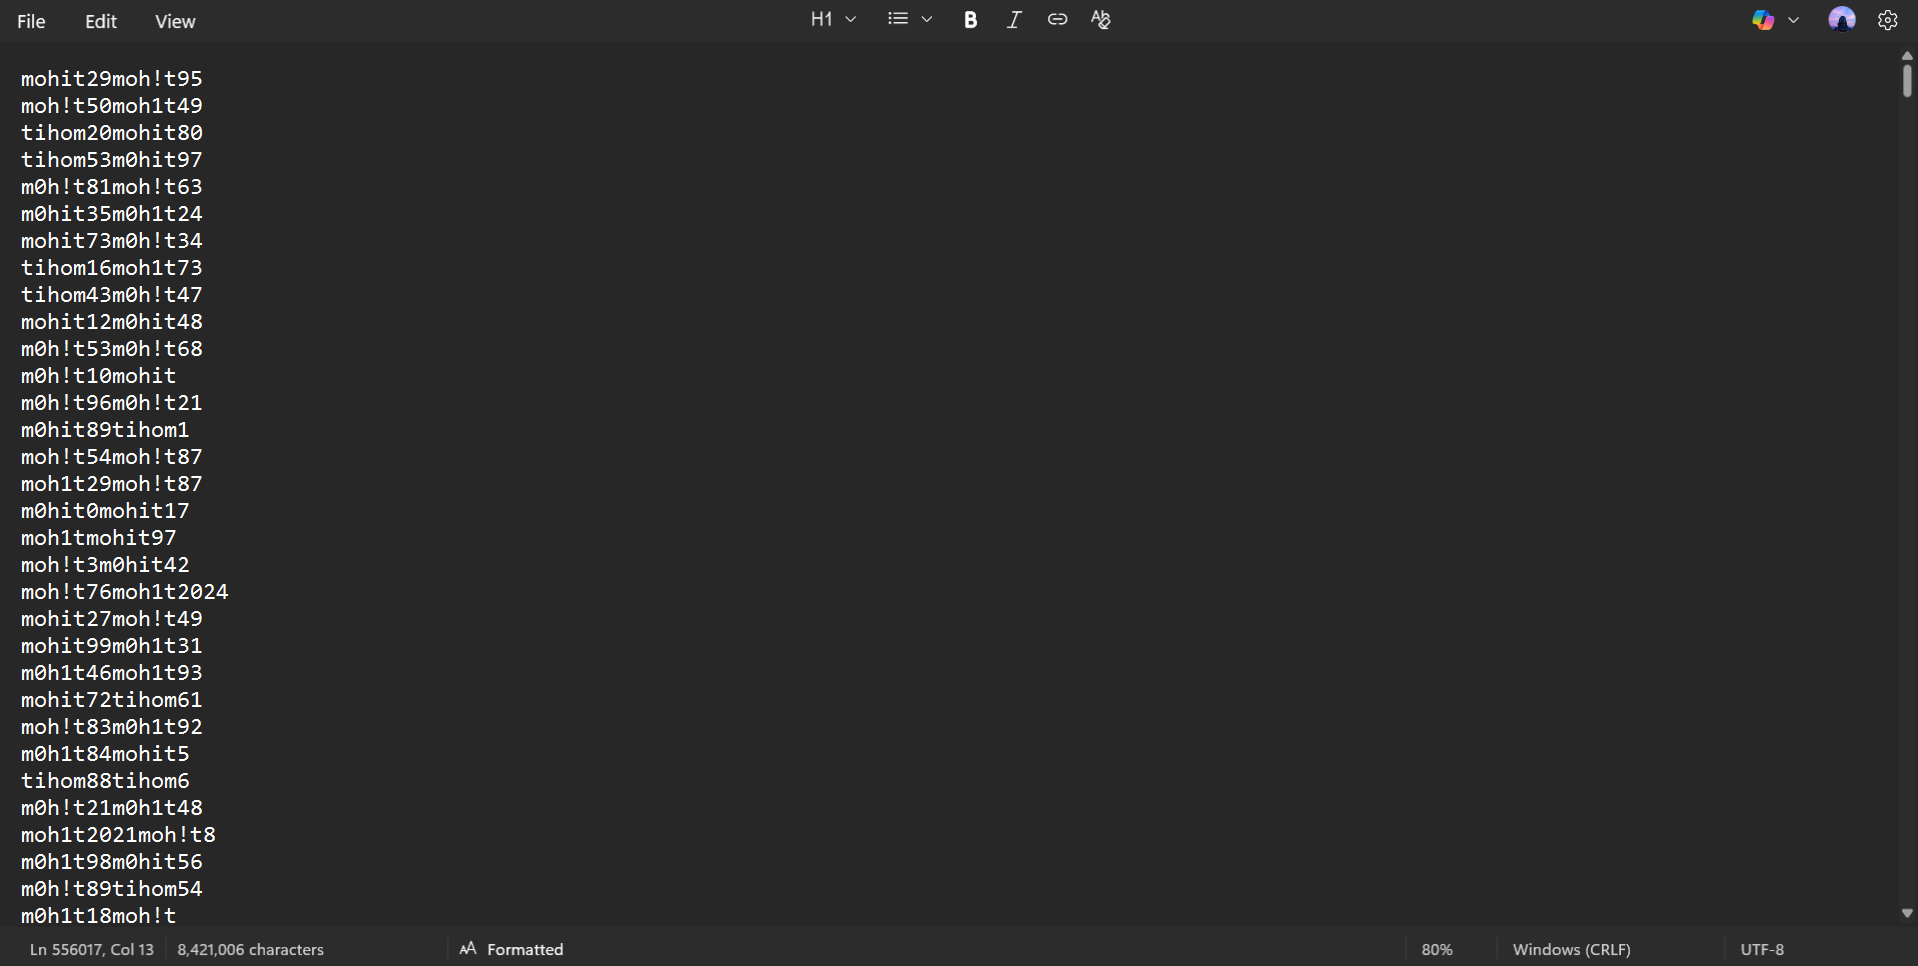 File Edit View H1 B I Ab
mohit29moh!t95
moh!t50moh1t49
tihom20mohit80
tihom53m0hit97
m0h!t81moh!t63
m0hit35m0h1t24
mohit73m0h!t34
tihom16moh1t73
tihom43m0h!t47
mohit12m0hit48
m0h!t53m0h!t68
m0h!t10mohit
m0h!t96m0h!t21
m0hit89tihom1
moh!t54moh!t87
moh1t29moh!t87
m0hit0mohit17
moh1tmohit97
moh!t3m0hit42
moh!t76moh1t2024
mohit27moh!t49
mohit99m0h1t31
m0h1t46moh1t93
mohit72tihom61
moh!t83m0h1t92
m0h1t84mohit5
tihom88tihom6
m0h!t21m0h1t48
moh1t2021moh!t8
m0h1t98m0hit56
m0h!t89tihom54
m0h1t18moh!t
Ln 556017, Col 13 8,421,006 characters AA Formatted 80% Windows (CRLF) UTF-8